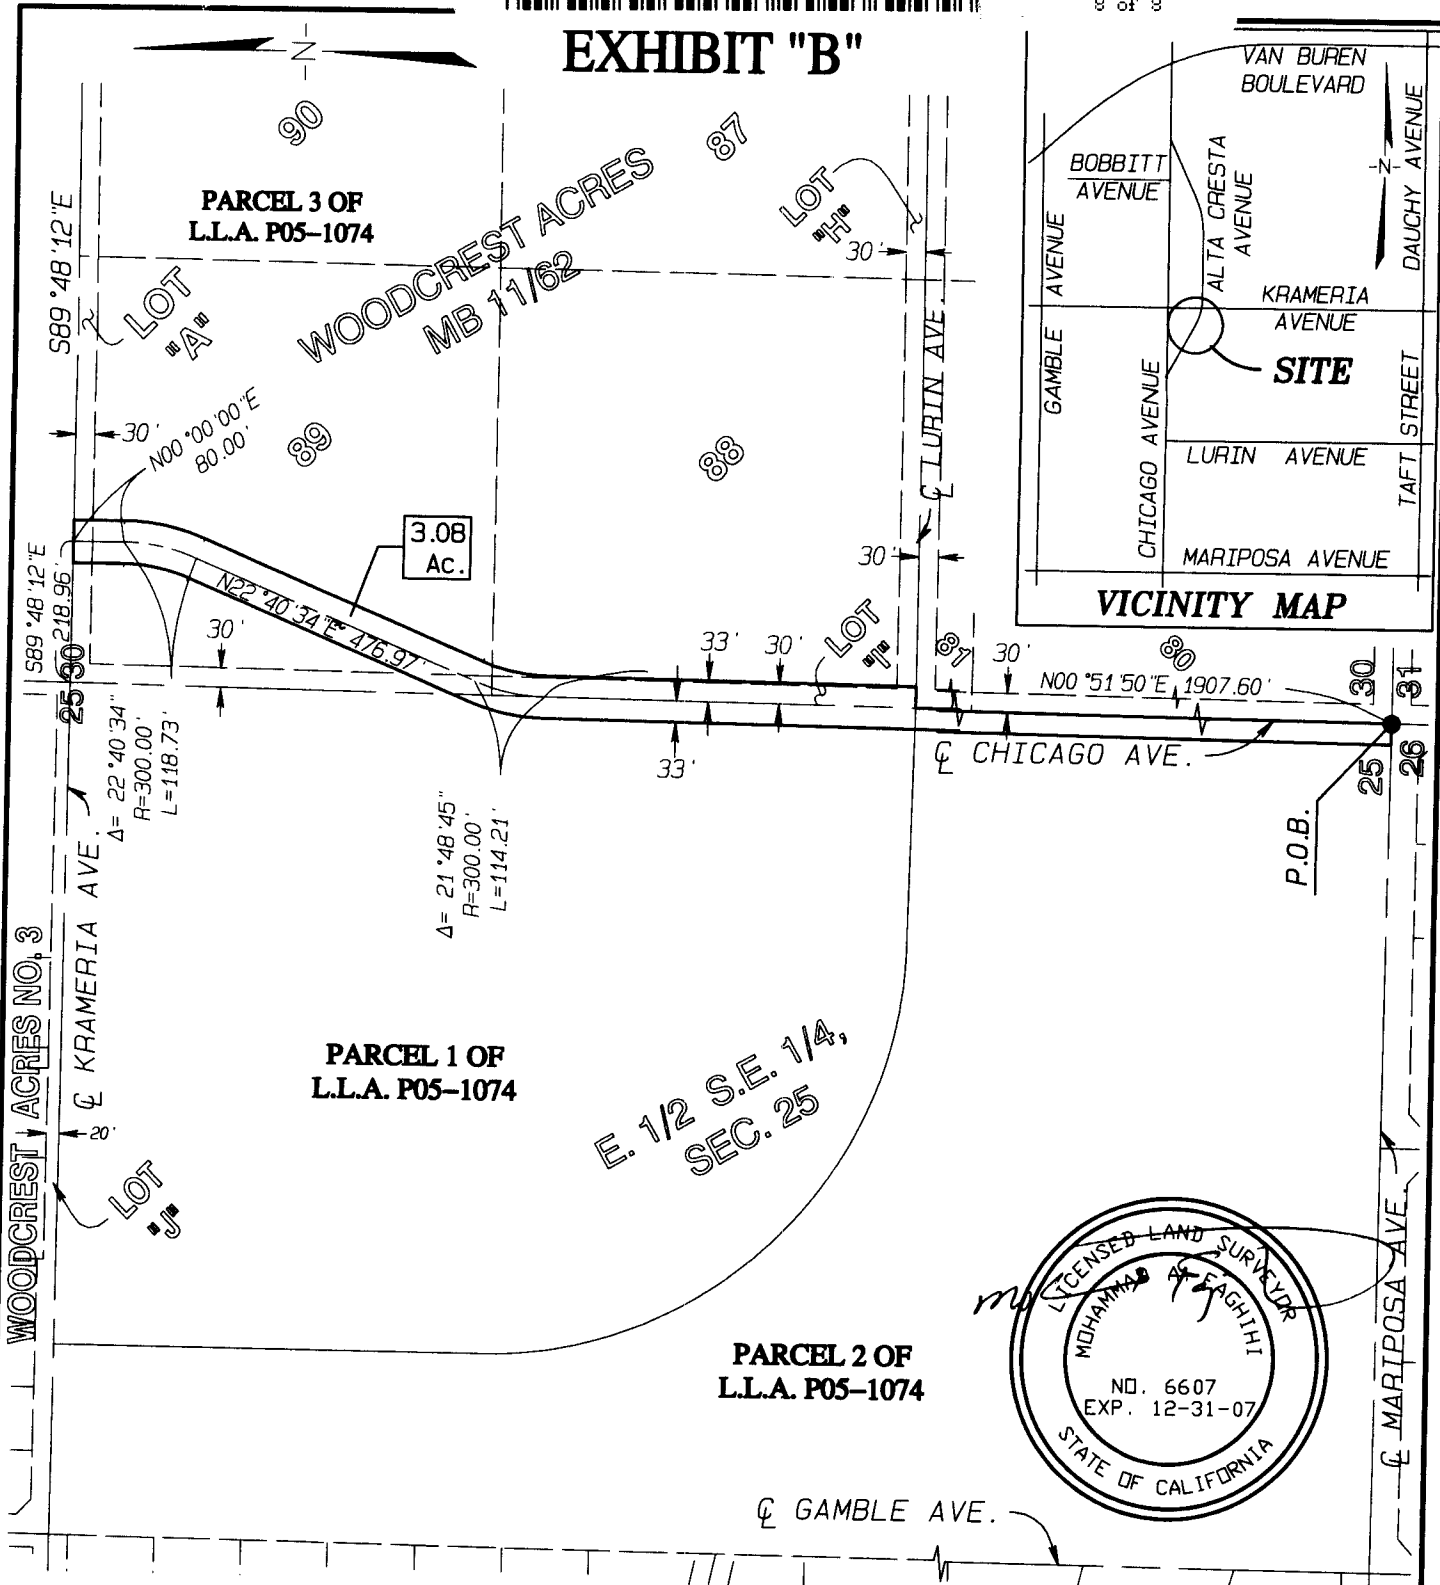 8 of 8
EXHIBIT "B"
-N-
90
87
PARCEL 3 OF
L.L.A. P05-1074
WOODCREST ACRES
MB 11/62
LOT
"H"
30'
S89°48'12"E
LOT
"A"
30'
N00°00'00"E
80.00'
89
88
℄ LURIN AVE.
30'
3.08
AC.
S89°48'12"E
218.96'
N22°40'34"E 476.97'
30'
33'
30'
LOT
"I"
81
30'
80
N00°51'50"E 1907.60'
30
31
25
30
33'
℄ CHICAGO AVE.
25
26
P.O.B.
Δ= 22°40'34"
R=300.00'
L=118.73'
Δ= 21°48'45"
R=300.00'
L=114.21'
℄ KRAMERIA AVE.
WOODCREST ACRES NO. 3
20'
LOT
"J"
PARCEL 1 OF
L.L.A. P05-1074
E. 1/2 S.E. 1/4,
SEC. 25
PARCEL 2 OF
L.L.A. P05-1074
℄ GAMBLE AVE.
℄ MARIPOSA AVE.
LICENSED LAND SURVEYOR
MOHAMMAD A. FAGHIHI
NO. 6607
EXP. 12-31-07
STATE OF CALIFORNIA
VAN BUREN
BOULEVARD
BOBBITT
AVENUE
ALTA CRESTA
AVENUE
-N-
DAUCHY AVENUE
GAMBLE AVENUE
KRAMERIA
AVENUE
SITE
CHICAGO AVENUE
LURIN AVENUE
TAFT STREET
MARIPOSA AVENUE
VICINITY MAP